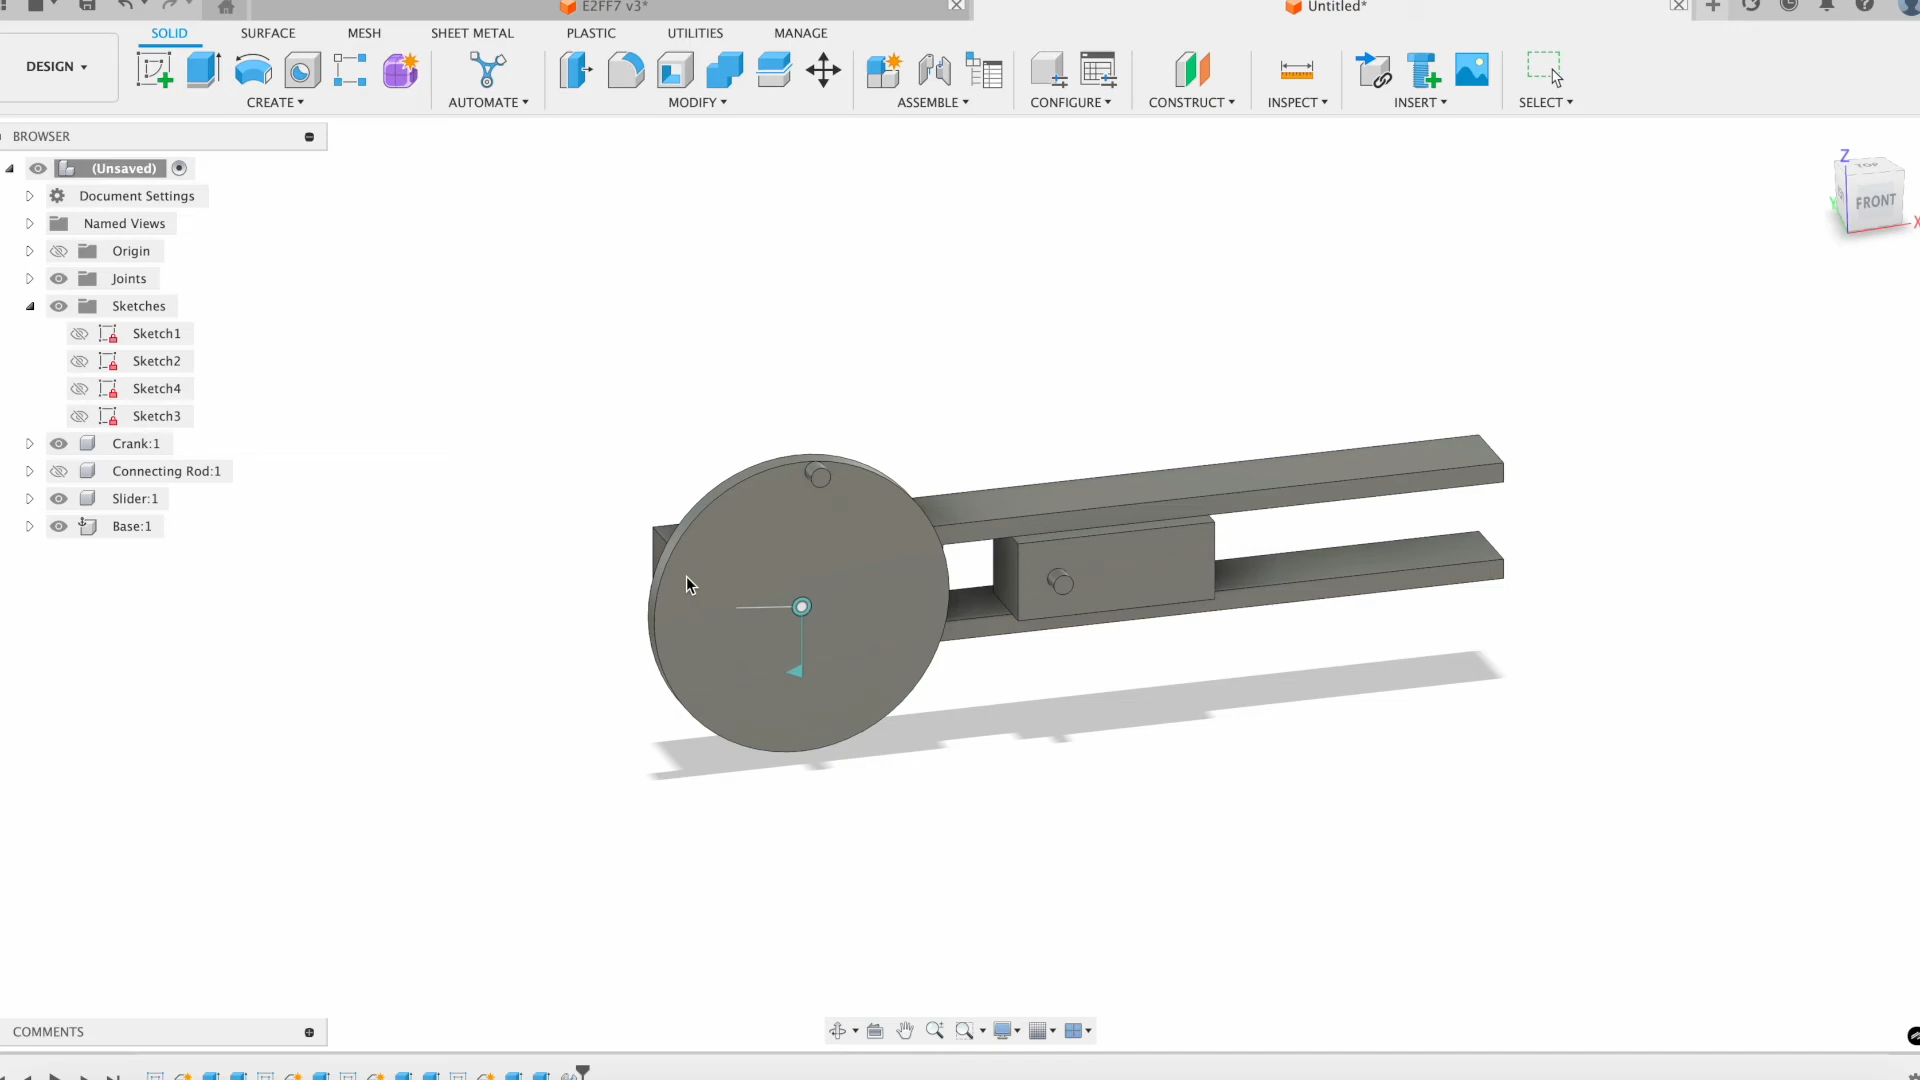 E2FF7 v3*
Untitled*
DESIGN
SOLID SURFACE MESH SHEET METAL PLASTIC UTILITIES MANAGE
CREATE AUTOMATE MODIFY ASSEMBLE CONFIGURE CONSTRUCT INSPECT INSERT SELECT
BROWSER
(Unsaved)
Document Settings
Named Views
Origin
Joints
Sketches
Sketch1
Sketch2
Sketch4
Sketch3
Crank:1
Connecting Rod:1
Slider:1
Base:1
Z
TOP
FRONT
Y
X
COMMENTS